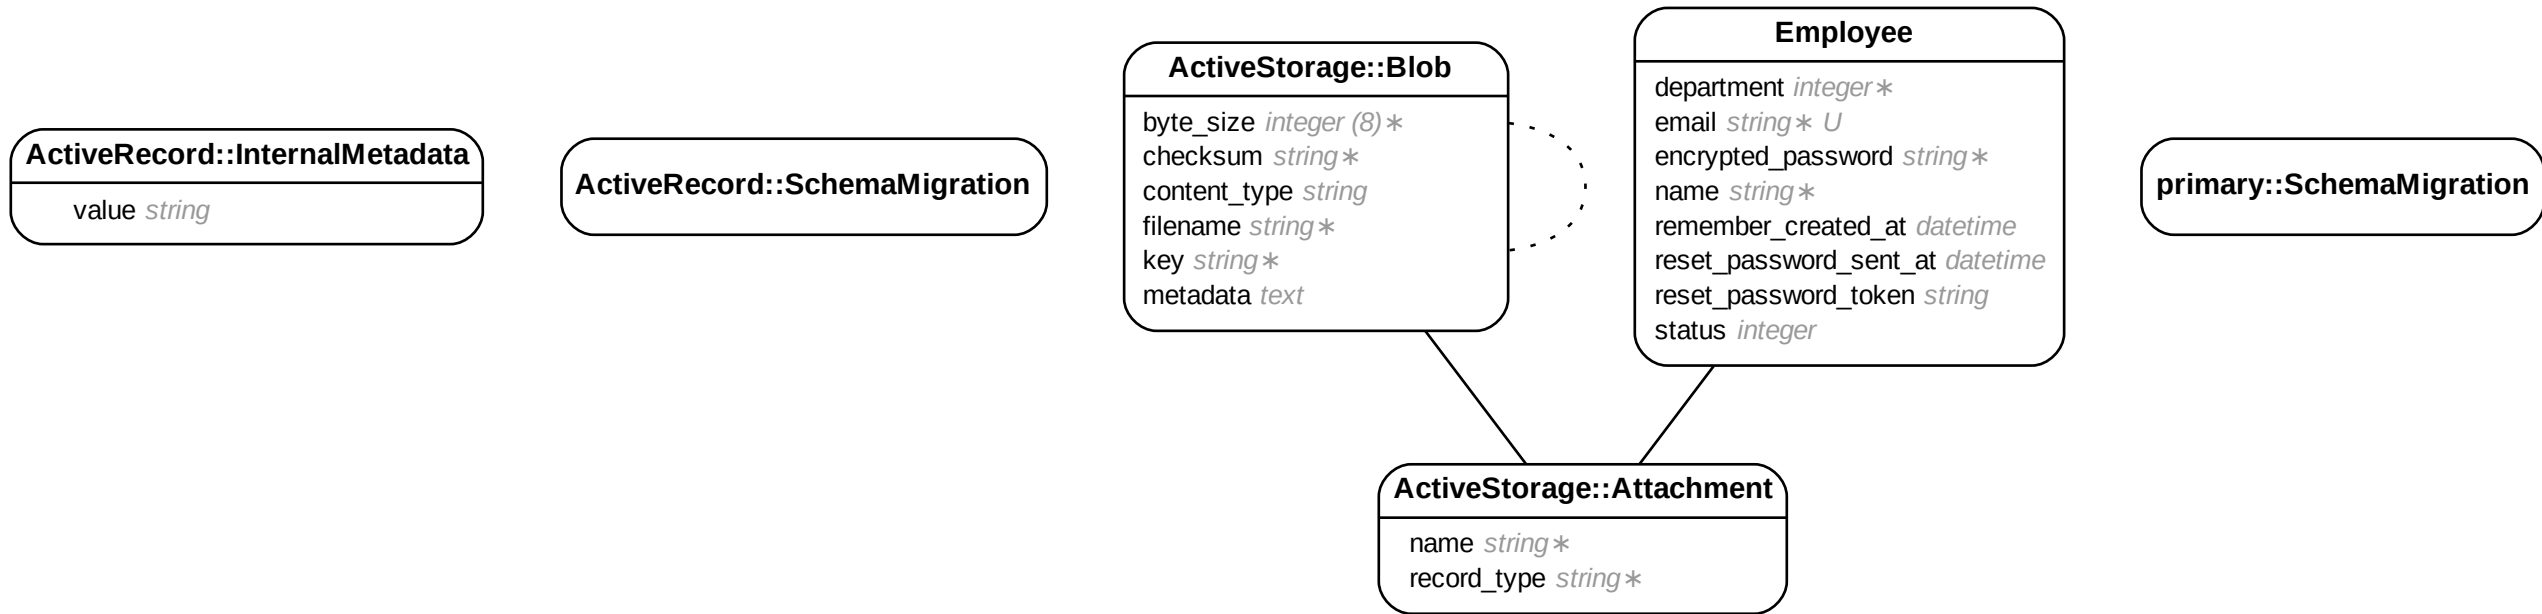 ActiveRecord::InternalMetadata
value string
ActiveRecord::SchemaMigration
ActiveStorage::Blob
byte_size integer (8)∗
checksum string∗
content_type string
filename string∗
key string∗
metadata text
Employee
department integer∗
email string∗ U
encrypted_password string∗
name string∗
remember_created_at datetime
reset_password_sent_at datetime
reset_password_token string
status integer
primary::SchemaMigration
ActiveStorage::Attachment
name string∗
record_type string∗